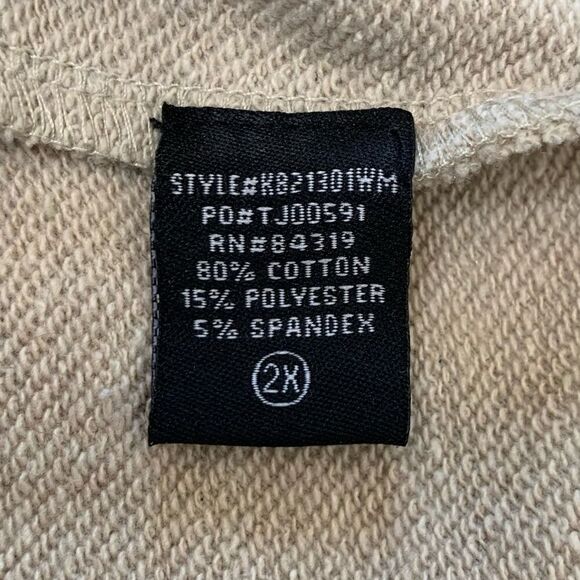 STYLE#K821301WM
PO#TJ00591
RN#84319
80% COTTON
15% POLYESTER
5% SPANDEX
2X